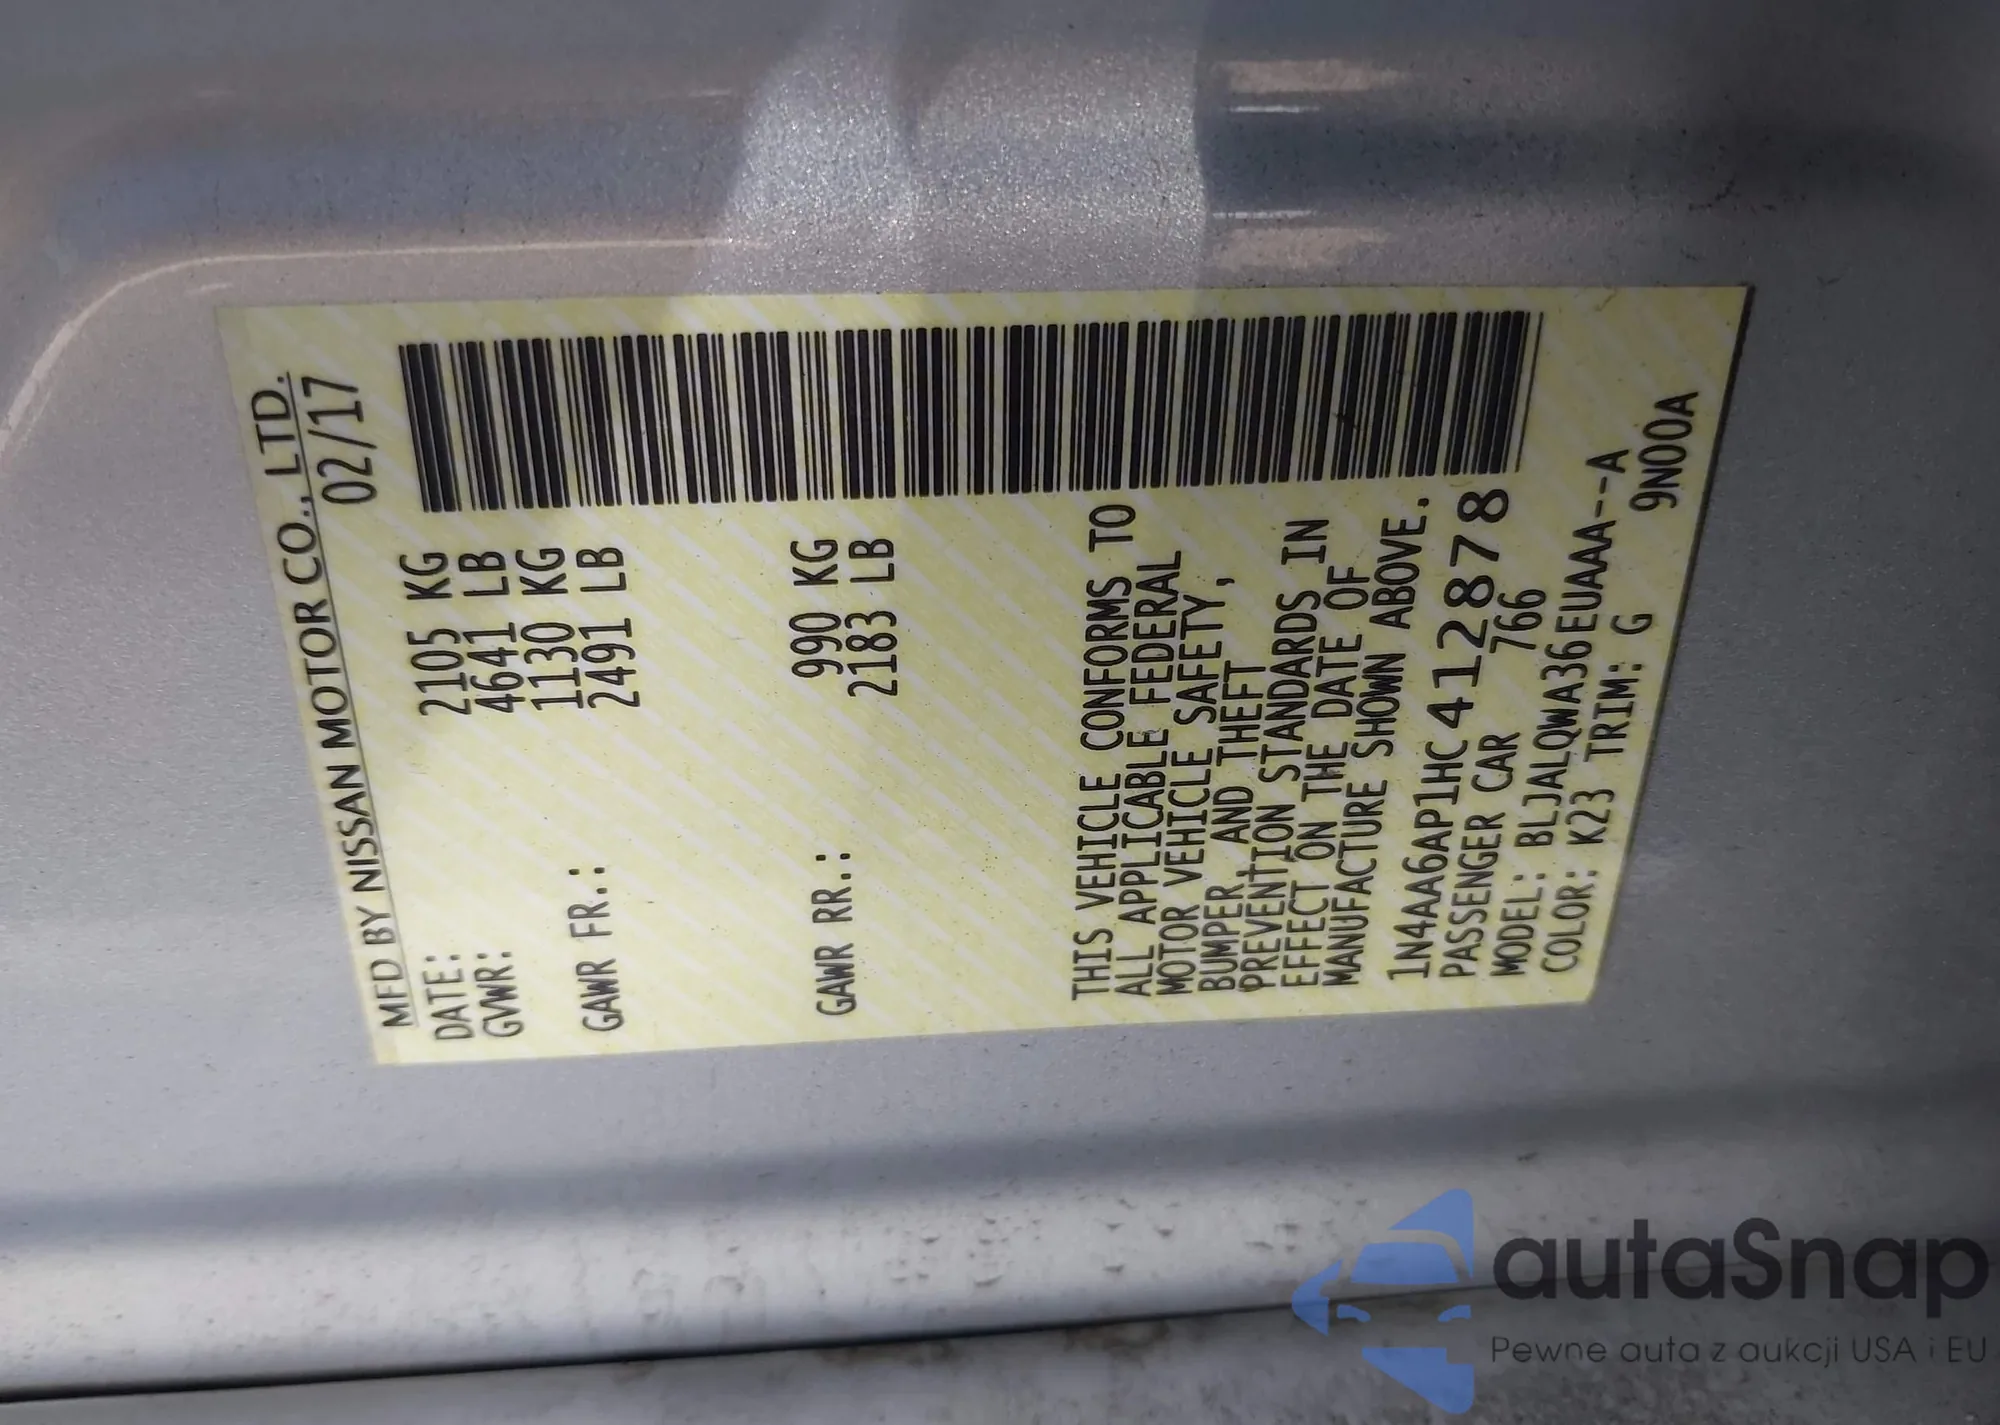 MFD BY NISSAN MOTOR CO., LTD.
DATE: 02/17
GVWR: 2105 KG
4641 LB
GAWR FR.: 1130 KG
2491 LB
GAWR RR.: 990 KG
2183 LB
THIS VEHICLE CONFORMS TO
ALL APPLICABLE FEDERAL
MOTOR VEHICLE SAFETY,
BUMPER, AND THEFT
PREVENTION STANDARDS IN
EFFECT ON THE DATE OF
MANUFACTURE SHOWN ABOVE.
1N4AA6AP1HC412878
PASSENGER CAR 766
MODEL: BLJALQWA36EUAAA--A
COLOR: K23 TRIM: G 9N00A
autaSnap
Pewne auta z aukcji USA i EU